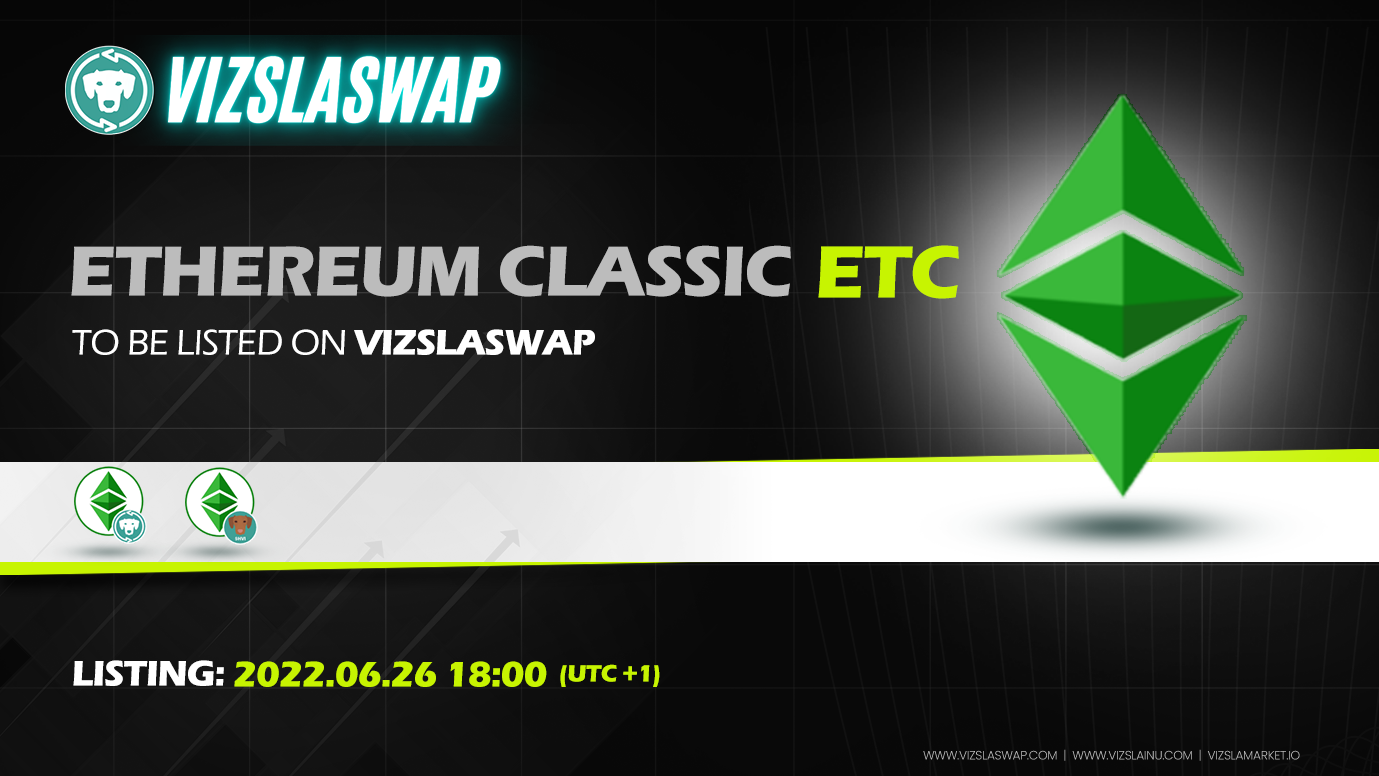 VIZSLASWAP
ETHEREUM CLASSIC ETC
TO BE LISTED ON VIZSLASWAP
LISTING: 2022.06.26 18:00 (UTC +1)
WWW.VIZSLASWAP.COM | WWW.VIZSLAINU.COM | VIZSLAMARKET.IO